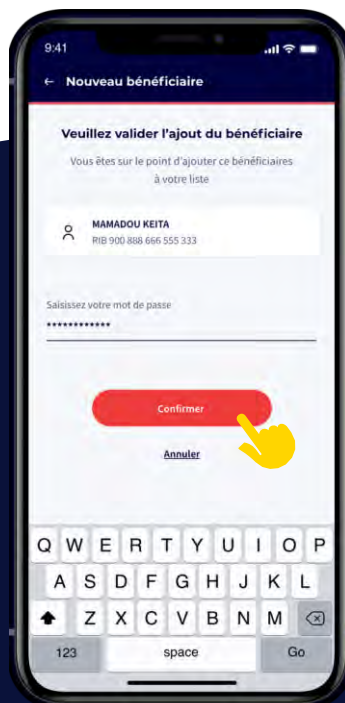 9:41
← Nouveau bénéficiaire
Veuillez valider l'ajout du bénéficiaire
Vous êtes sur le point d'ajouter ce bénéficiaires
à votre liste
MAMADOU KEITA
RIB 900 888 666 555 333
Saisissez votre mot de passe
************
Confirmer
Annuler
Q W E R T Y U I O P
A S D F G H J K L
Z X C V B N M
123 space Go